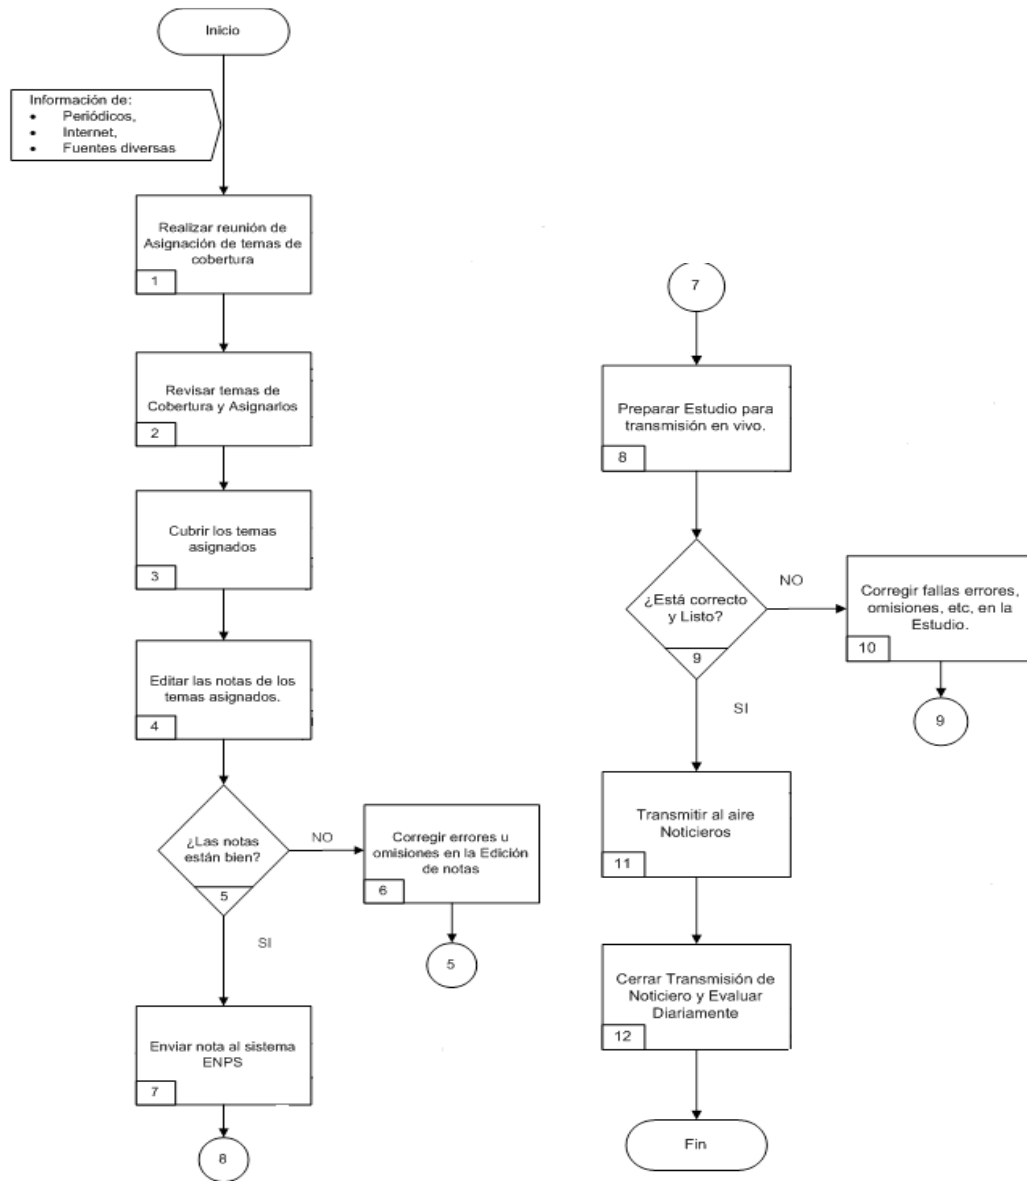 Inicio
Información de:
• Periódicos,
• Internet,
• Fuentes diversas
Realizar reunión de
Asignación de temas de
cobertura
1
Revisar temas de
Cobertura y Asignarlos
2
Cubrir los temas
asignados
3
Editar las notas de los
temas asignados.
4
¿Las notas
están bien?
5
NO
Corregir errores u
omisiones en la Edición
de notas
6
5
SI
Enviar nota al sistema
ENPS
7
8
7
Preparar Estudio para
transmisión en vivo.
8
¿Está correcto
y Listo?
9
NO
Corregir fallas errores,
omisiones, etc, en la
Estudio.
10
9
SI
Transmitir al aire
Noticieros
11
Cerrar Transmisión de
Noticiero y Evaluar
Diariamente
12
Fin